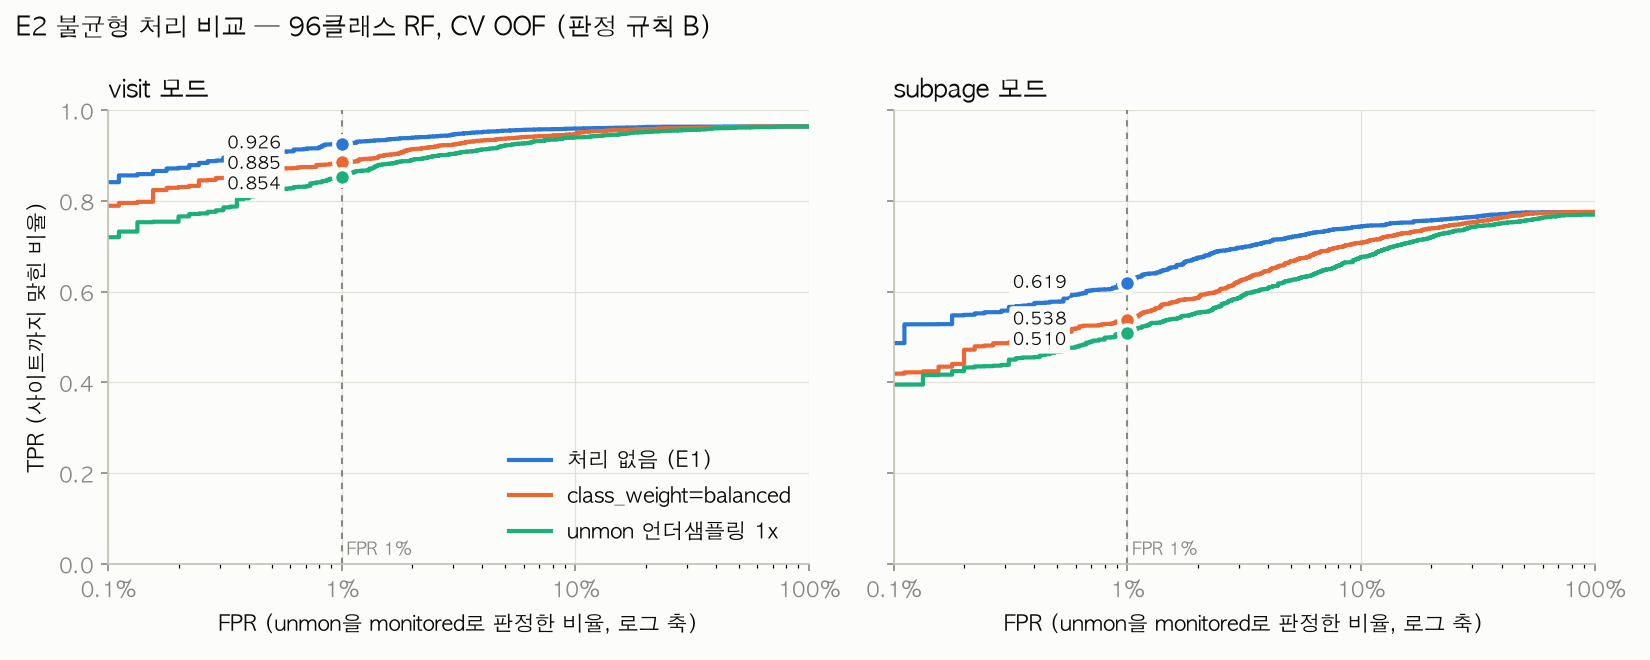 E2 불균형 처리 비교 — 96클래스 RF, CV OOF (판정 규칙 B)
visit 모드
TPR (사이트까지 맞힌 비율)
1.0
0.8
0.6
0.4
0.2
0.0
0.926
0.885
0.854
처리 없음 (E1)
class_weight=balanced
unmon 언더샘플링 1x
FPR 1%
0.1%
1%
10%
100%
FPR (unmon을 monitored로 판정한 비율, 로그 축)
subpage 모드
0.619
0.538
0.510
FPR 1%
0.1%
1%
10%
100%
FPR (unmon을 monitored로 판정한 비율, 로그 축)